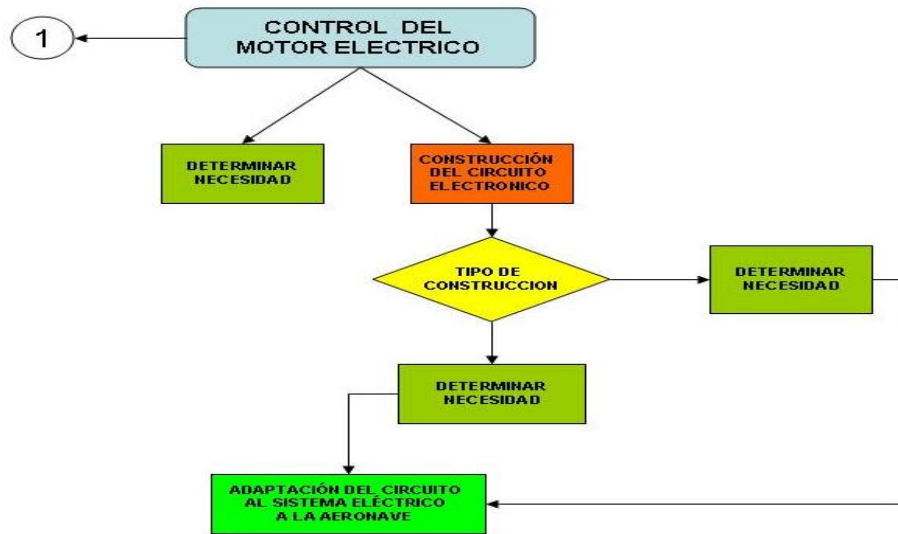 1
CONTROL DEL
MOTOR ELECTRICO
DETERMINAR
NECESIDAD
CONSTRUCCIÓN
DEL CIRCUITO
ELECTRONICO
TIPO DE
CONSTRUCCION
DETERMINAR
NECESIDAD
DETERMINAR
NECESIDAD
ADAPTACIÓN DEL CIRCUITO
AL SISTEMA ELÉCTRICO
A LA AERONAVE